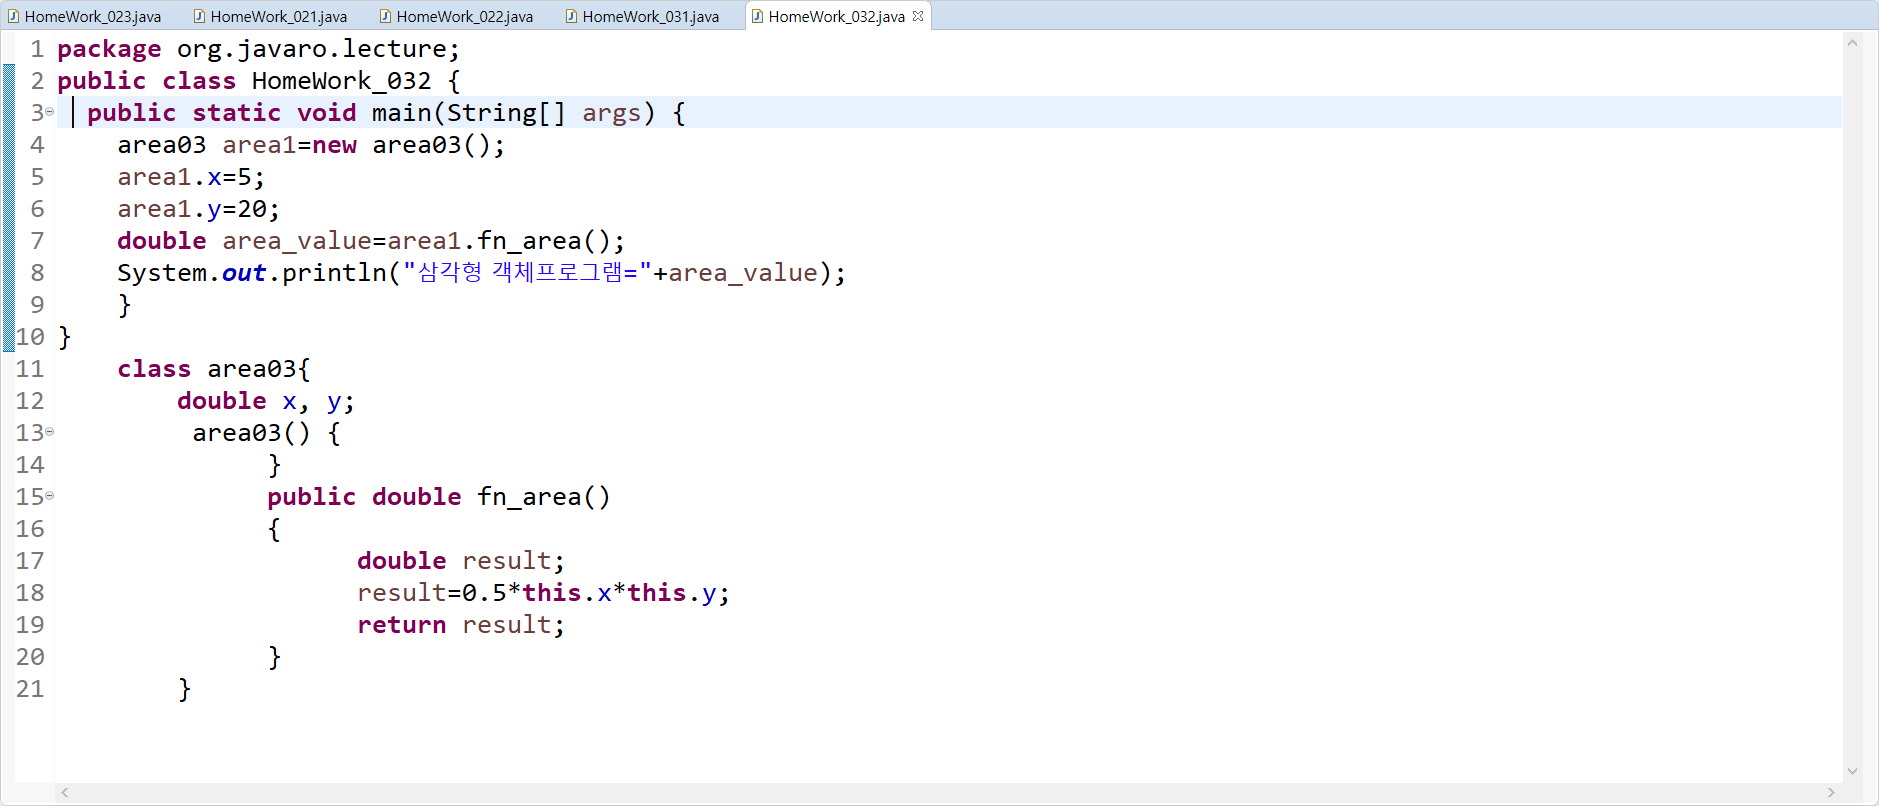 HomeWork_023.java HomeWork_021.java HomeWork_022.java HomeWork_031.java HomeWork_032.java
1 package org.javaro.lecture;
2 public class HomeWork_032 {
3 public static void main(String[] args) {
4 area03 area1=new area03();
5 area1.x=5;
6 area1.y=20;
7 double area_value=area1.fn_area();
8 System.out.println("삼각형 객체프로그램="+area_value);
9 }
10 }
11 class area03{
12 double x, y;
13 area03() {
14 }
15 public double fn_area()
16 {
17 double result;
18 result=0.5*this.x*this.y;
19 return result;
20 }
21 }